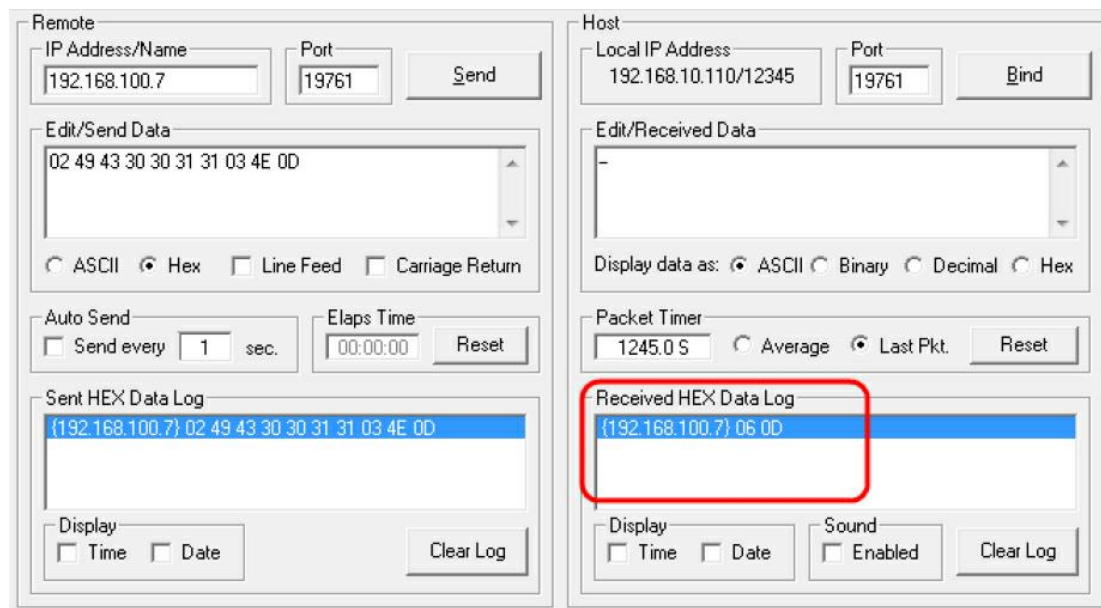 Remote
IP Address/Name
192.168.100.7
Port
19761
Send
Edit/Send Data
02 49 43 30 30 31 31 03 4E 0D
ASCII Hex Line Feed Carriage Return
Auto Send
Send every 1 sec.
Elaps Time
00:00:00 Reset
Sent HEX Data Log
{192.168.100.7} 02 49 43 30 30 31 31 03 4E 0D
Display
Time Date
Clear Log
Host
Local IP Address
192.168.10.110/12345
Port
19761
Bind
Edit/Received Data
–
Display data as: ASCII Binary Decimal Hex
Packet Timer
1245.0 S Average Last Pkt. Reset
Received HEX Data Log
{192.168.100.7} 06 0D
Display
Time Date
Sound
Enabled
Clear Log